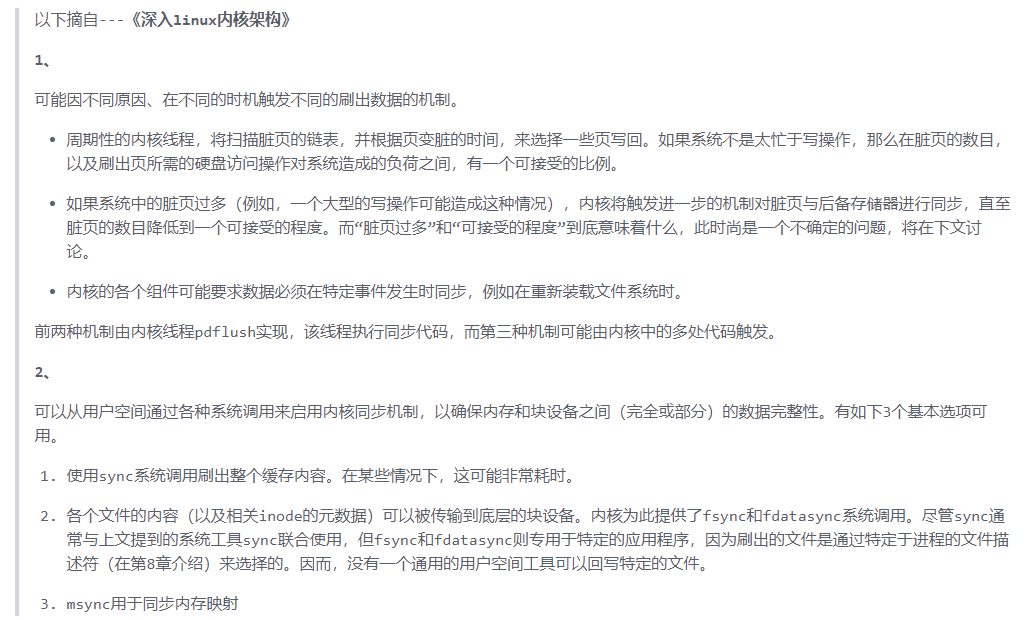 以下摘自---《深入linux内核架构》
1、
可能因不同原因、在不同的时机触发不同的刷出数据的机制。
• 周期性的内核线程，将扫描脏页的链表，并根据页变脏的时间，来选择一些页写回。如果系统不是太忙于写操作，那么在脏页的数目，
以及刷出页所需的硬盘访问操作对系统造成的负荷之间，有一个可接受的比例。
• 如果系统中的脏页过多（例如，一个大型的写操作可能造成这种情况），内核将触发进一步的机制对脏页与后备存储器进行同步，直至
脏页的数目降低到一个可接受的程度。而“脏页过多”和“可接受的程度”到底意味着什么，此时尚是一个不确定的问题，将在下文讨
论。
• 内核的各个组件可能要求数据必须在特定事件发生时同步，例如在重新装载文件系统时。
前两种机制由内核线程pdflush实现，该线程执行同步代码，而第三种机制可能由内核中的多处代码触发。
2、
可以从用户空间通过各种系统调用来启用内核同步机制，以确保内存和块设备之间（完全或部分）的数据完整性。有如下3个基本选项可
用。
1. 使用sync系统调用刷出整个缓存内容。在某些情况下，这可能非常耗时。
2. 各个文件的内容（以及相关inode的元数据）可以被传输到底层的块设备。内核为此提供了fsync和fdatasync系统调用。尽管sync通
常与上文提到的系统工具sync联合使用，但fsync和fdatasync则专用于特定的应用程序，因为刷出的文件是通过特定于进程的文件描
述符（在第8章介绍）来选择的。因而，没有一个通用的用户空间工具可以回写特定的文件。
3. msync用于同步内存映射